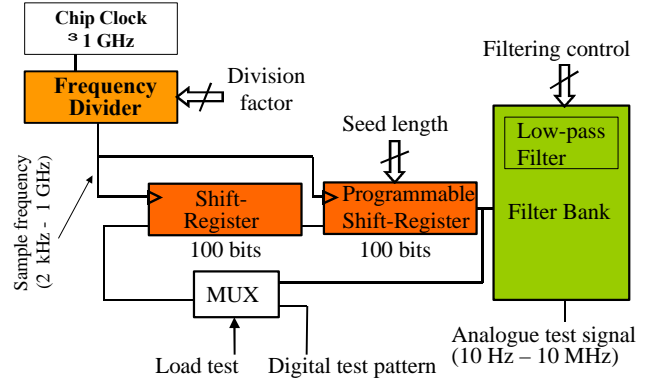 Chip Clock
³ 1 GHz
Frequency
Divider
Division
factor
Filtering control
Seed length
Low-pass
Filter
Filter Bank
Sample frequency
(2 kHz - 1 GHz)
Shift-
Register
100 bits
Programmable
Shift-Register
100 bits
MUX
Load test
Digital test pattern
Analogue test signal
(10 Hz – 10 MHz)